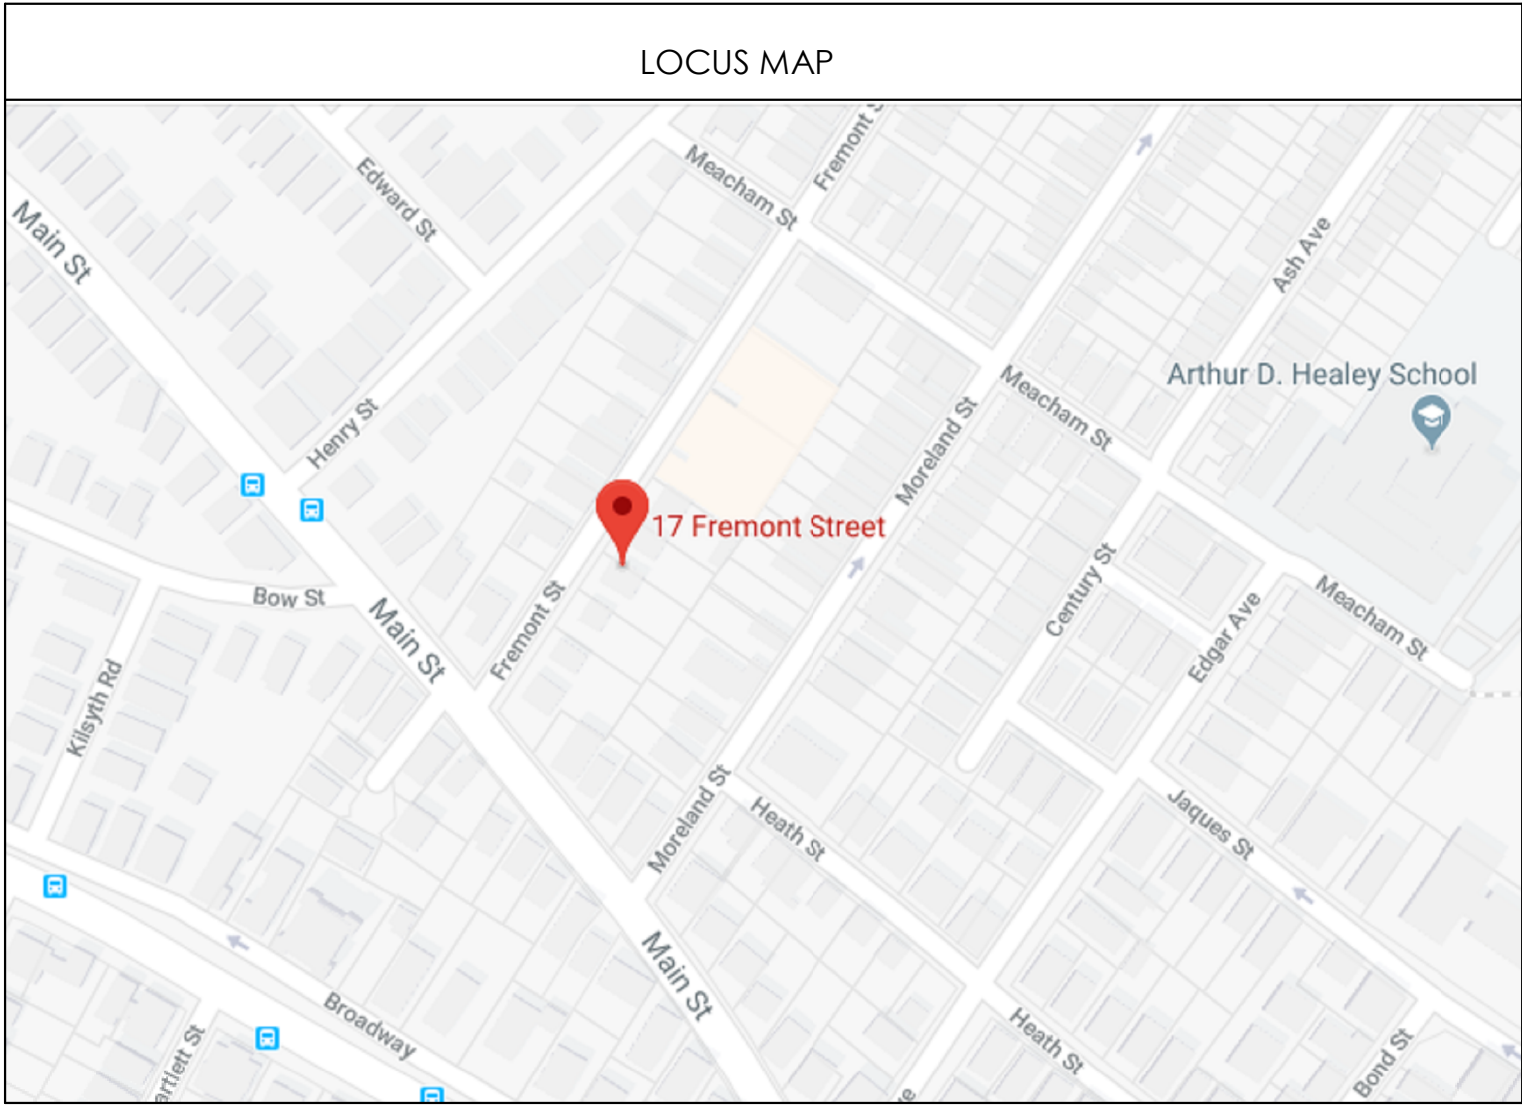 LOCUS MAP
Fremont S
Meacham St
Edward St
Main St
Ash Ave
Arthur D. Healey School
Meacham St
Henry St
Moreland St
17 Fremont Street
Century St
Meacham St
Bow St
Main St
Fremont St
Edgar Ave
Kilsyth Rd
Moreland St
Heath St
Jaques St
Main St
Broadway
Heath St
artlett St
Bond St